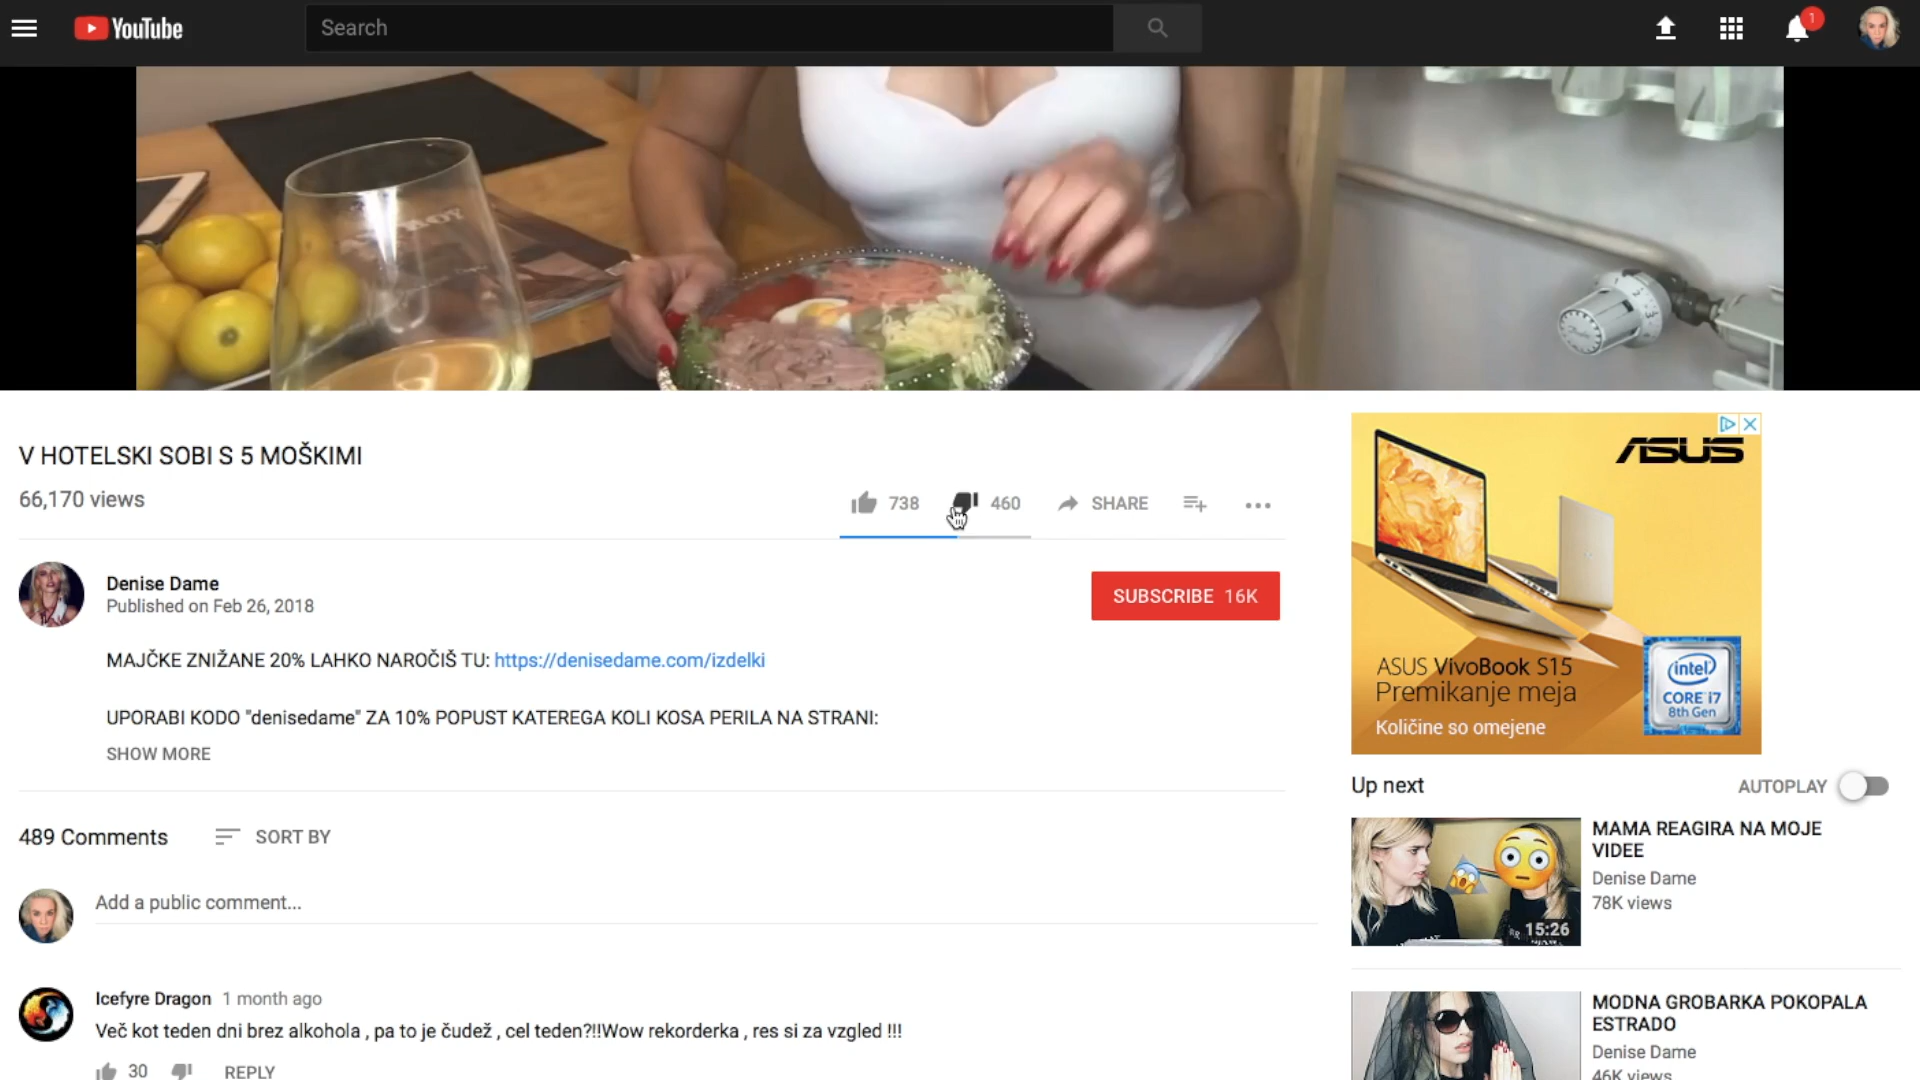 YouTube
Search
1
V HOTELSKI SOBI S 5 MOŠKIMI
66,170 views
738
460
SHARE
Denise Dame
Published on Feb 26, 2018
SUBSCRIBE 16K
MAJČKE ZNIŽANE 20% LAHKO NAROČIŠ TU: https://denisedame.com/izdelki
UPORABI KODO "denisedame" ZA 10% POPUST KATEREGA KOLI KOSA PERILA NA STRANI:
SHOW MORE
489 Comments
SORT BY
Add a public comment...
Icefyre Dragon 1 month ago
Več kot teden dni brez alkohola , pa to je čudež , cel teden?!!Wow rekorderka , res si za vzgled !!!
30
REPLY
ASUS
ASUS VivoBook S15
Premikanje meja
Količine so omejene
intel
CORE i7
8th Gen
Up next
AUTOPLAY
MAMA REAGIRA NA MOJE
VIDEE
Denise Dame
78K views
15:26
MODNA GROBARKA POKOPALA
ESTRADO
Denise Dame
46K views